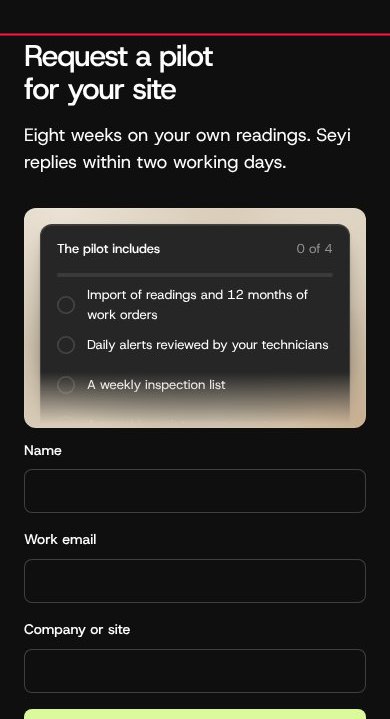 Request a pilot
for your site
Eight weeks on your own readings. Seyi
replies within two working days.
The pilot includes
0 of 4
Import of readings and 12 months of
work orders
Daily alerts reviewed by your technicians
A weekly inspection list
Name
Work email
Company or site